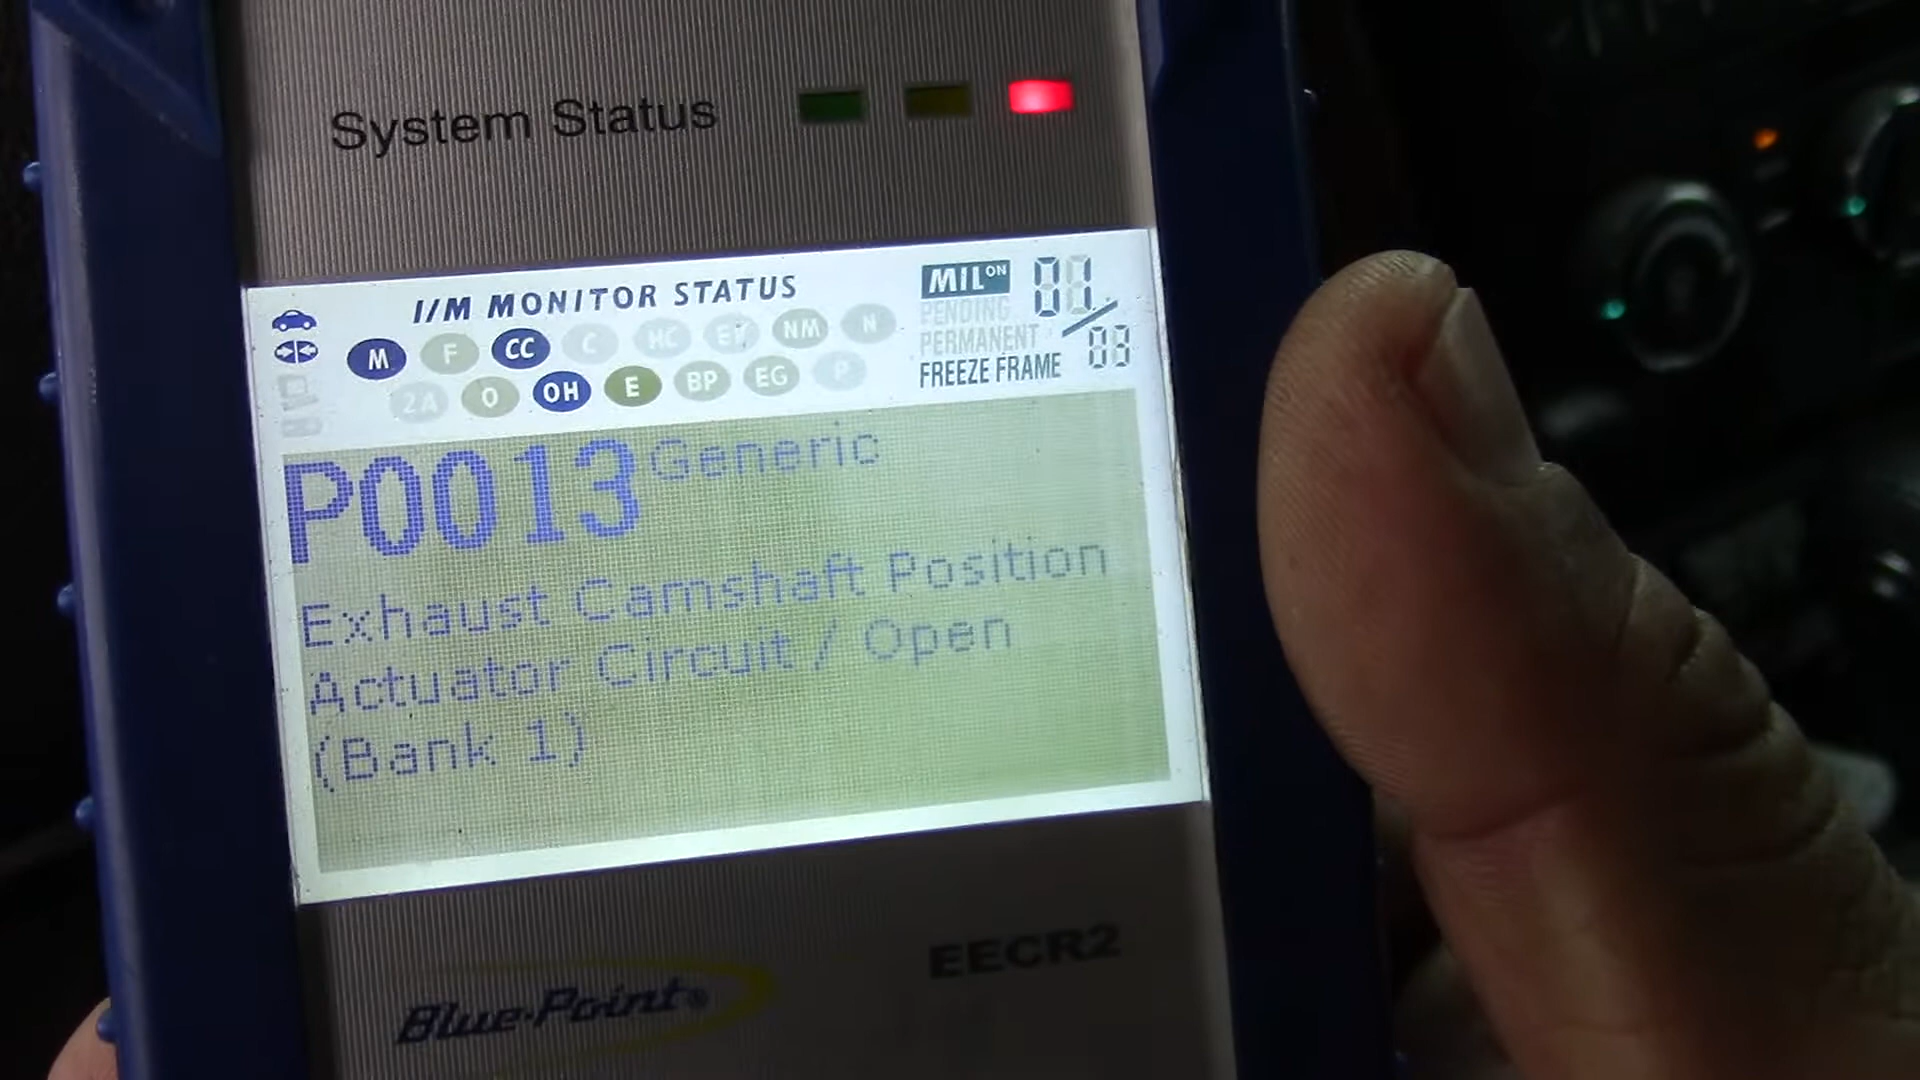 System Status
I/M MONITOR STATUS
MIL ON
01/03
PENDING
PERMANENT
FREEZE FRAME
M F CC C HC EF NM N
2A O OH E BP EG P
P0013 Generic
Exhaust Camshaft Position
Actuator Circuit / Open
(Bank 1)
EECR2
Blue-Point®